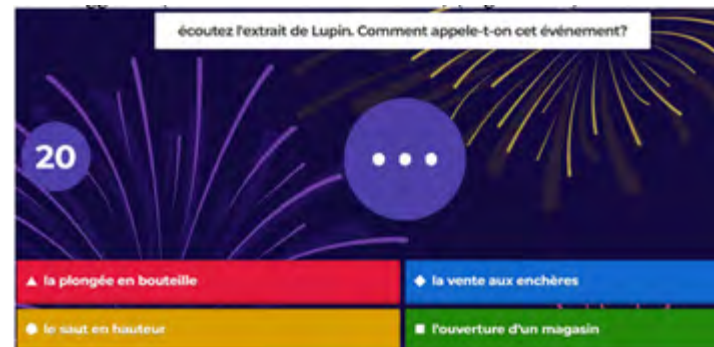 écoutez l'extrait de Lupin. Comment appele-t-on cet événement?
20
la plongée en bouteille
la vente aux enchères
le saut en hauteur
l'ouverture d'un magasin